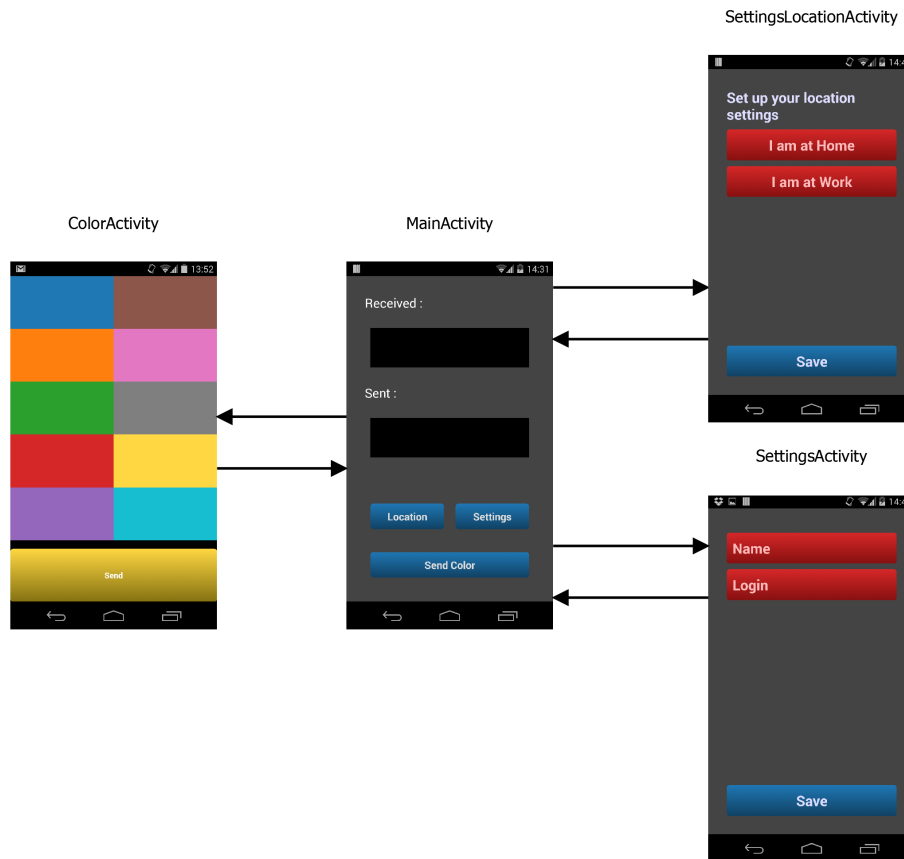 SettingsLocationActivity
14:4
Set up your location
settings
I am at Home
I am at Work
Save
ColorActivity
13:52
Send
MainActivity
14:31
Received :
Sent :
Location
Settings
Send Color
SettingsActivity
14:4
Name
Login
Save